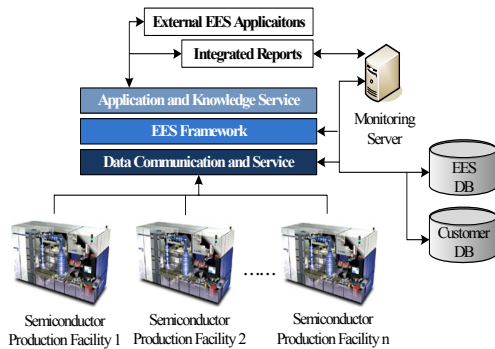 External EES Applicaitons
Integrated Reports
Application and Knowledge Service
EES Framework
Data Communication and Service
Monitoring
Server
EES
DB
Customer
DB
......
Semiconductor
Production Facility 1
Semiconductor
Production Facility 2
Semiconductor
Production Facility n